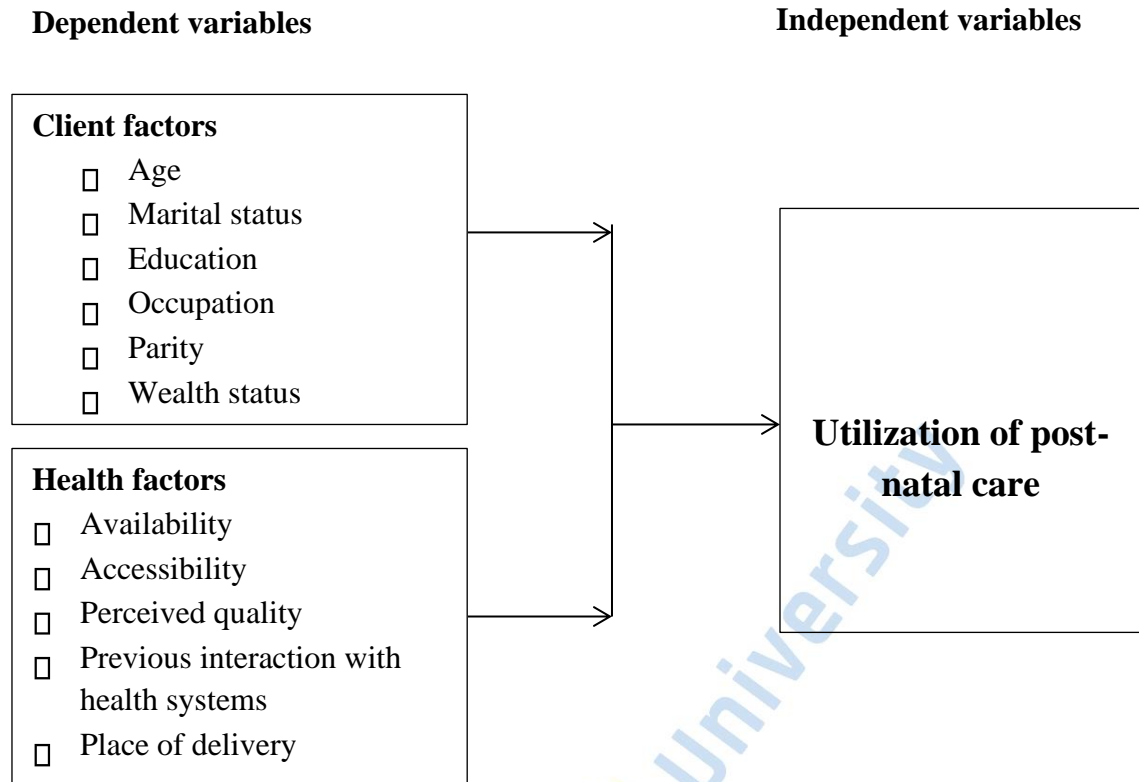 Dependent variables
Independent variables
Client factors
Age
Marital status
Education
Occupation
Parity
Wealth status
Health factors
Availability
Accessibility
Perceived quality
Previous interaction with
health systems
Place of delivery
Utilization of post-
natal care
University